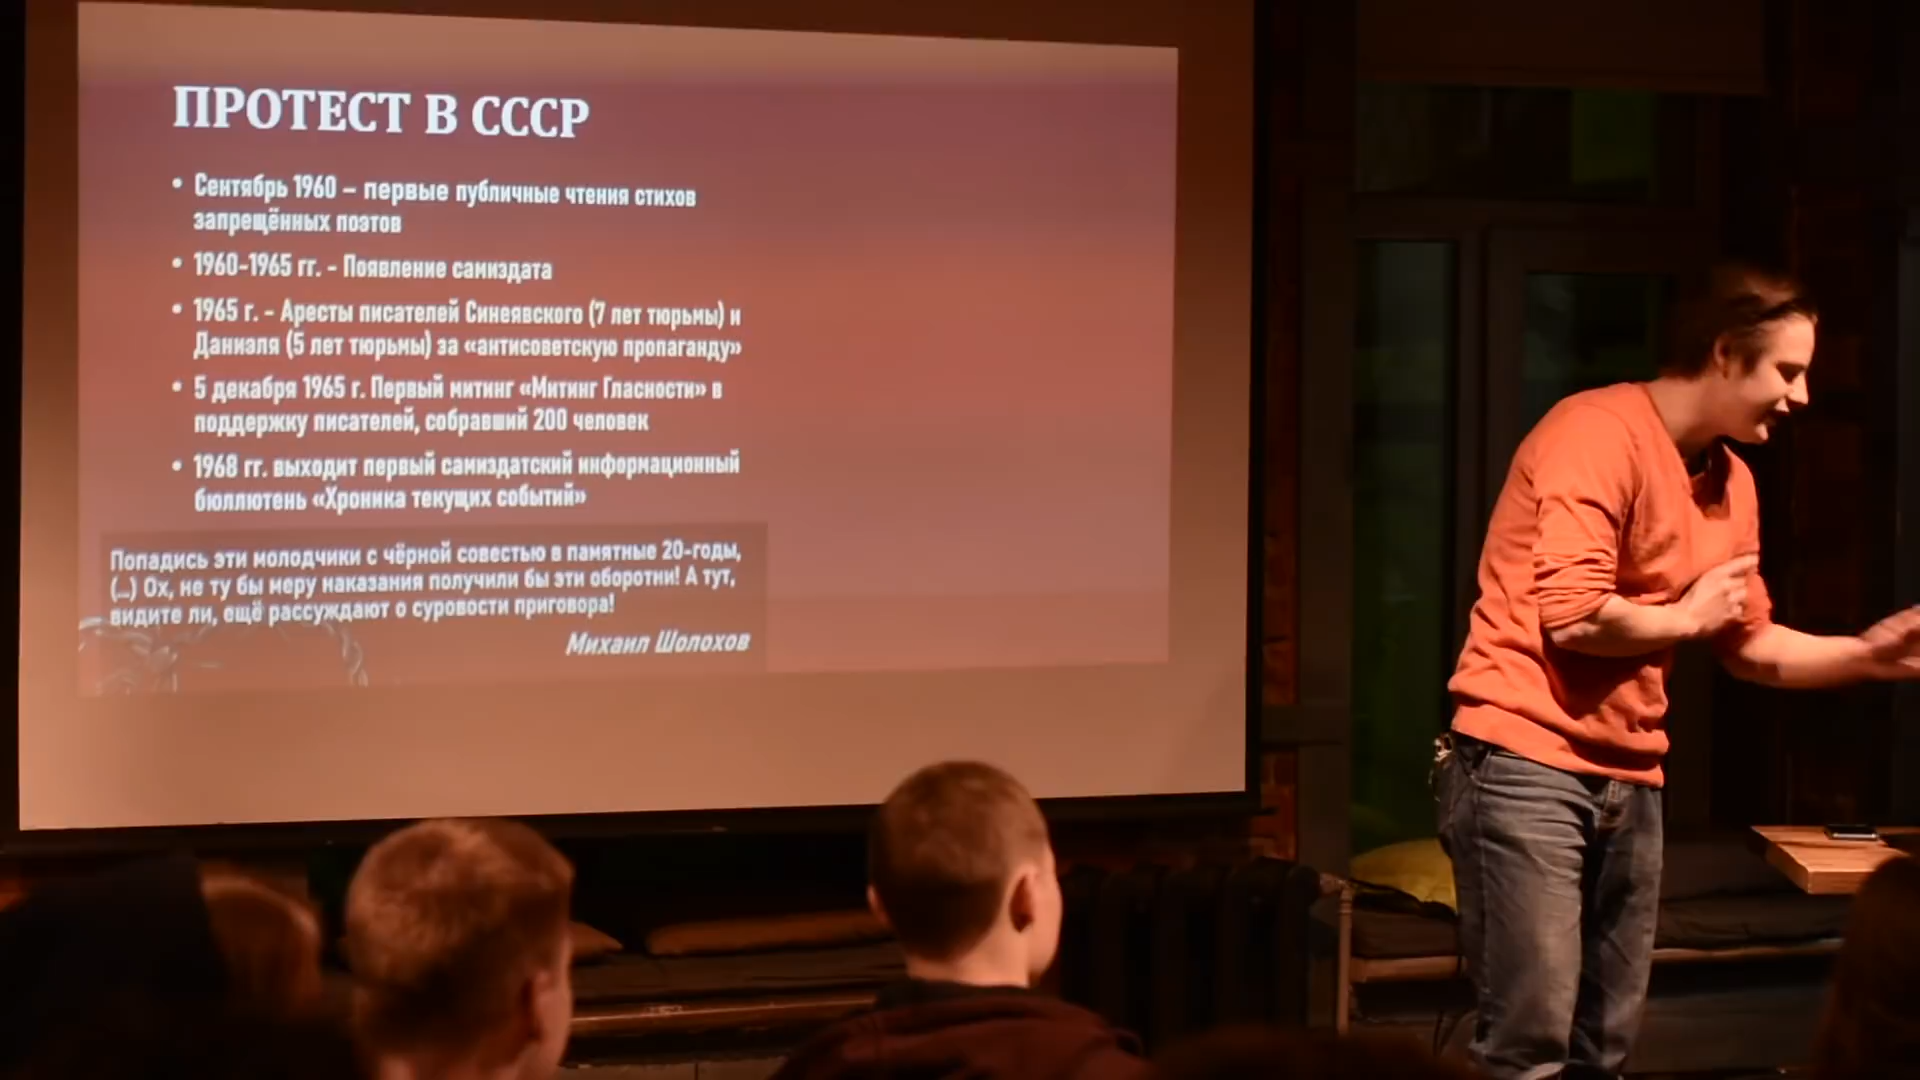 ПРОТЕСТ В СССР
• Сентябрь 1960 – первые публичные чтения стихов
запрещённых поэтов
• 1960-1965 гг. - Появление самиздата
• 1965 г. - Аресты писателей Синеявского (7 лет тюрьмы) и
Даниэля (5 лет тюрьмы) за «антисоветскую пропаганду»
• 5 декабря 1965 г. Первый митинг «Митинг Гласности» в
поддержку писателей, собравший 200 человек
• 1968 гг. выходит первый самиздатский информационный
бюллютень «Хроника текущих событий»
Попадись эти молодчики с чёрной совестью в памятные 20-годы,
(...) Ох, не ту бы меру наказания получили бы эти оборотни! А тут,
видите ли, ещё рассуждают о суровости приговора!
Михаил Шолохов